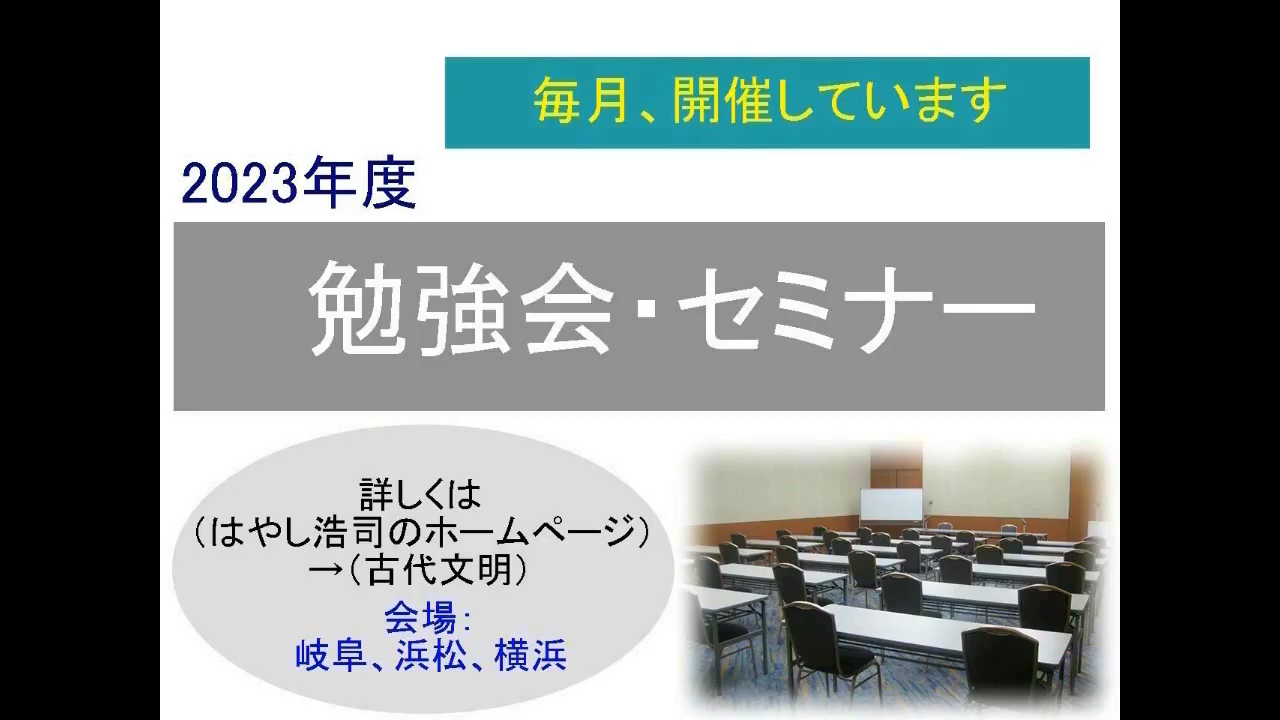 毎月、開催しています
2023年度
勉強会・セミナー
詳しくは
（はやし浩司のホームページ）
→（古代文明）
会場：
岐阜、浜松、横浜